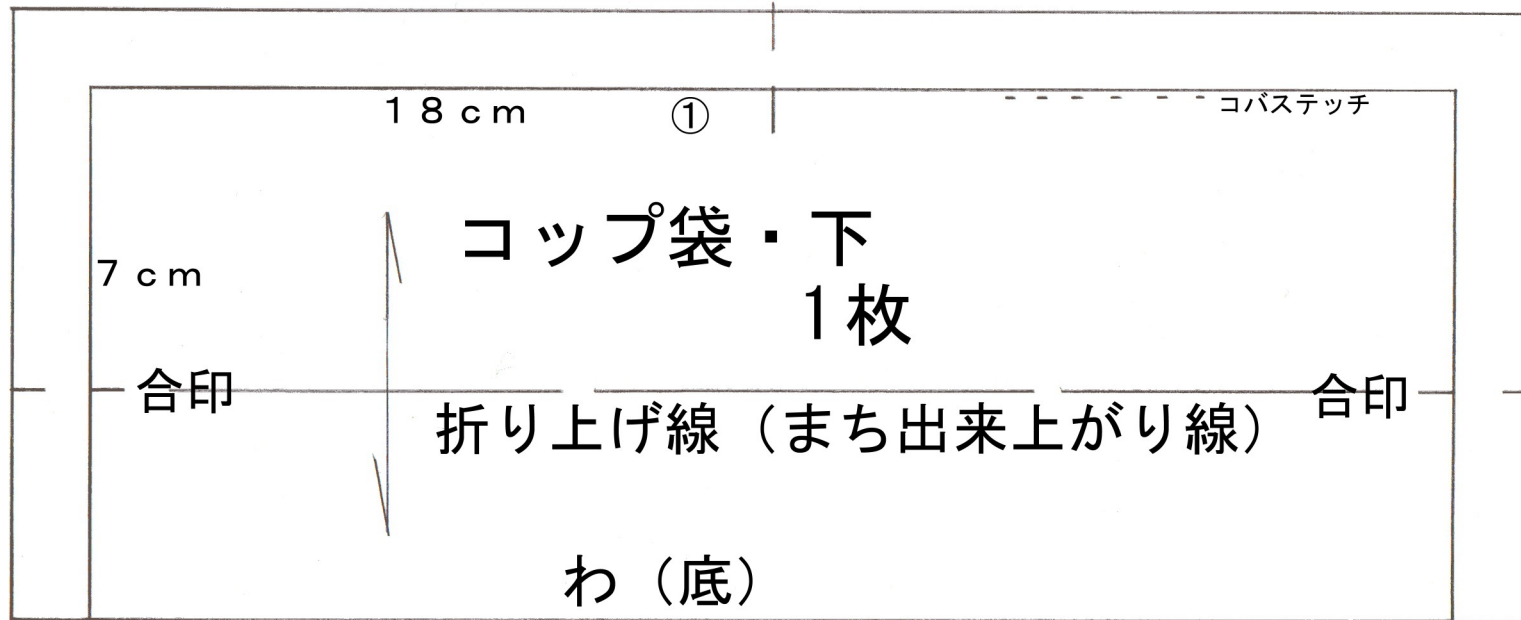 18cm ① コバステッチ
コップ袋・下
7cm
1枚
合印 合印
折り上げ線（まち出来上がり線）
わ（底）